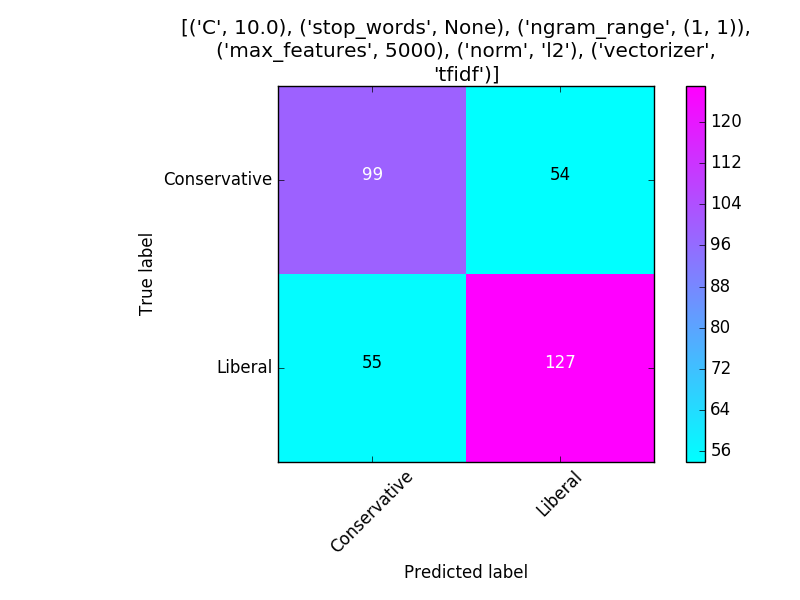 [('C', 10.0), ('stop_words', None), ('ngram_range', (1, 1)),
('max_features', 5000), ('norm', 'l2'), ('vectorizer',
'tfidf')]
Conservative
99
54
Liberal
55
127
True label
Conservative
Liberal
Predicted label
120
112
104
96
88
80
72
64
56